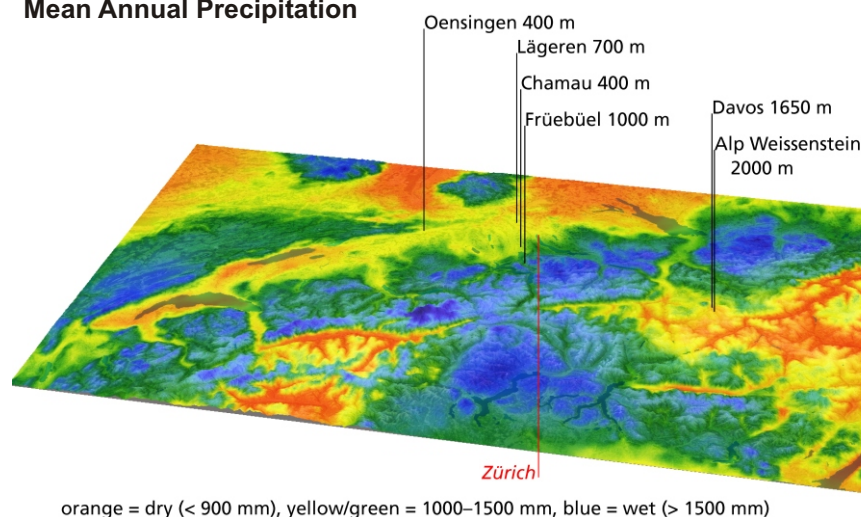 Mean Annual Precipitation
Oensingen 400 m
Lägeren 700 m
Chamau 400 m
Früebüel 1000 m
Davos 1650 m
Alp Weissenstein
2000 m
Zürich
orange = dry (< 900 mm), yellow/green = 1000–1500 mm, blue = wet (> 1500 mm)